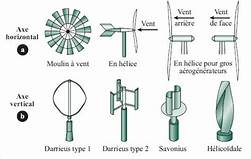 Axe horizontal
a
Moulin à vent
En hélice
Vent
Vent arrière
Vent de face
En hélice pour gros aérogénérateurs
Axe vertical
b
Darrieus type 1
Darrieus type 2
Savonius
Hélicoïdale